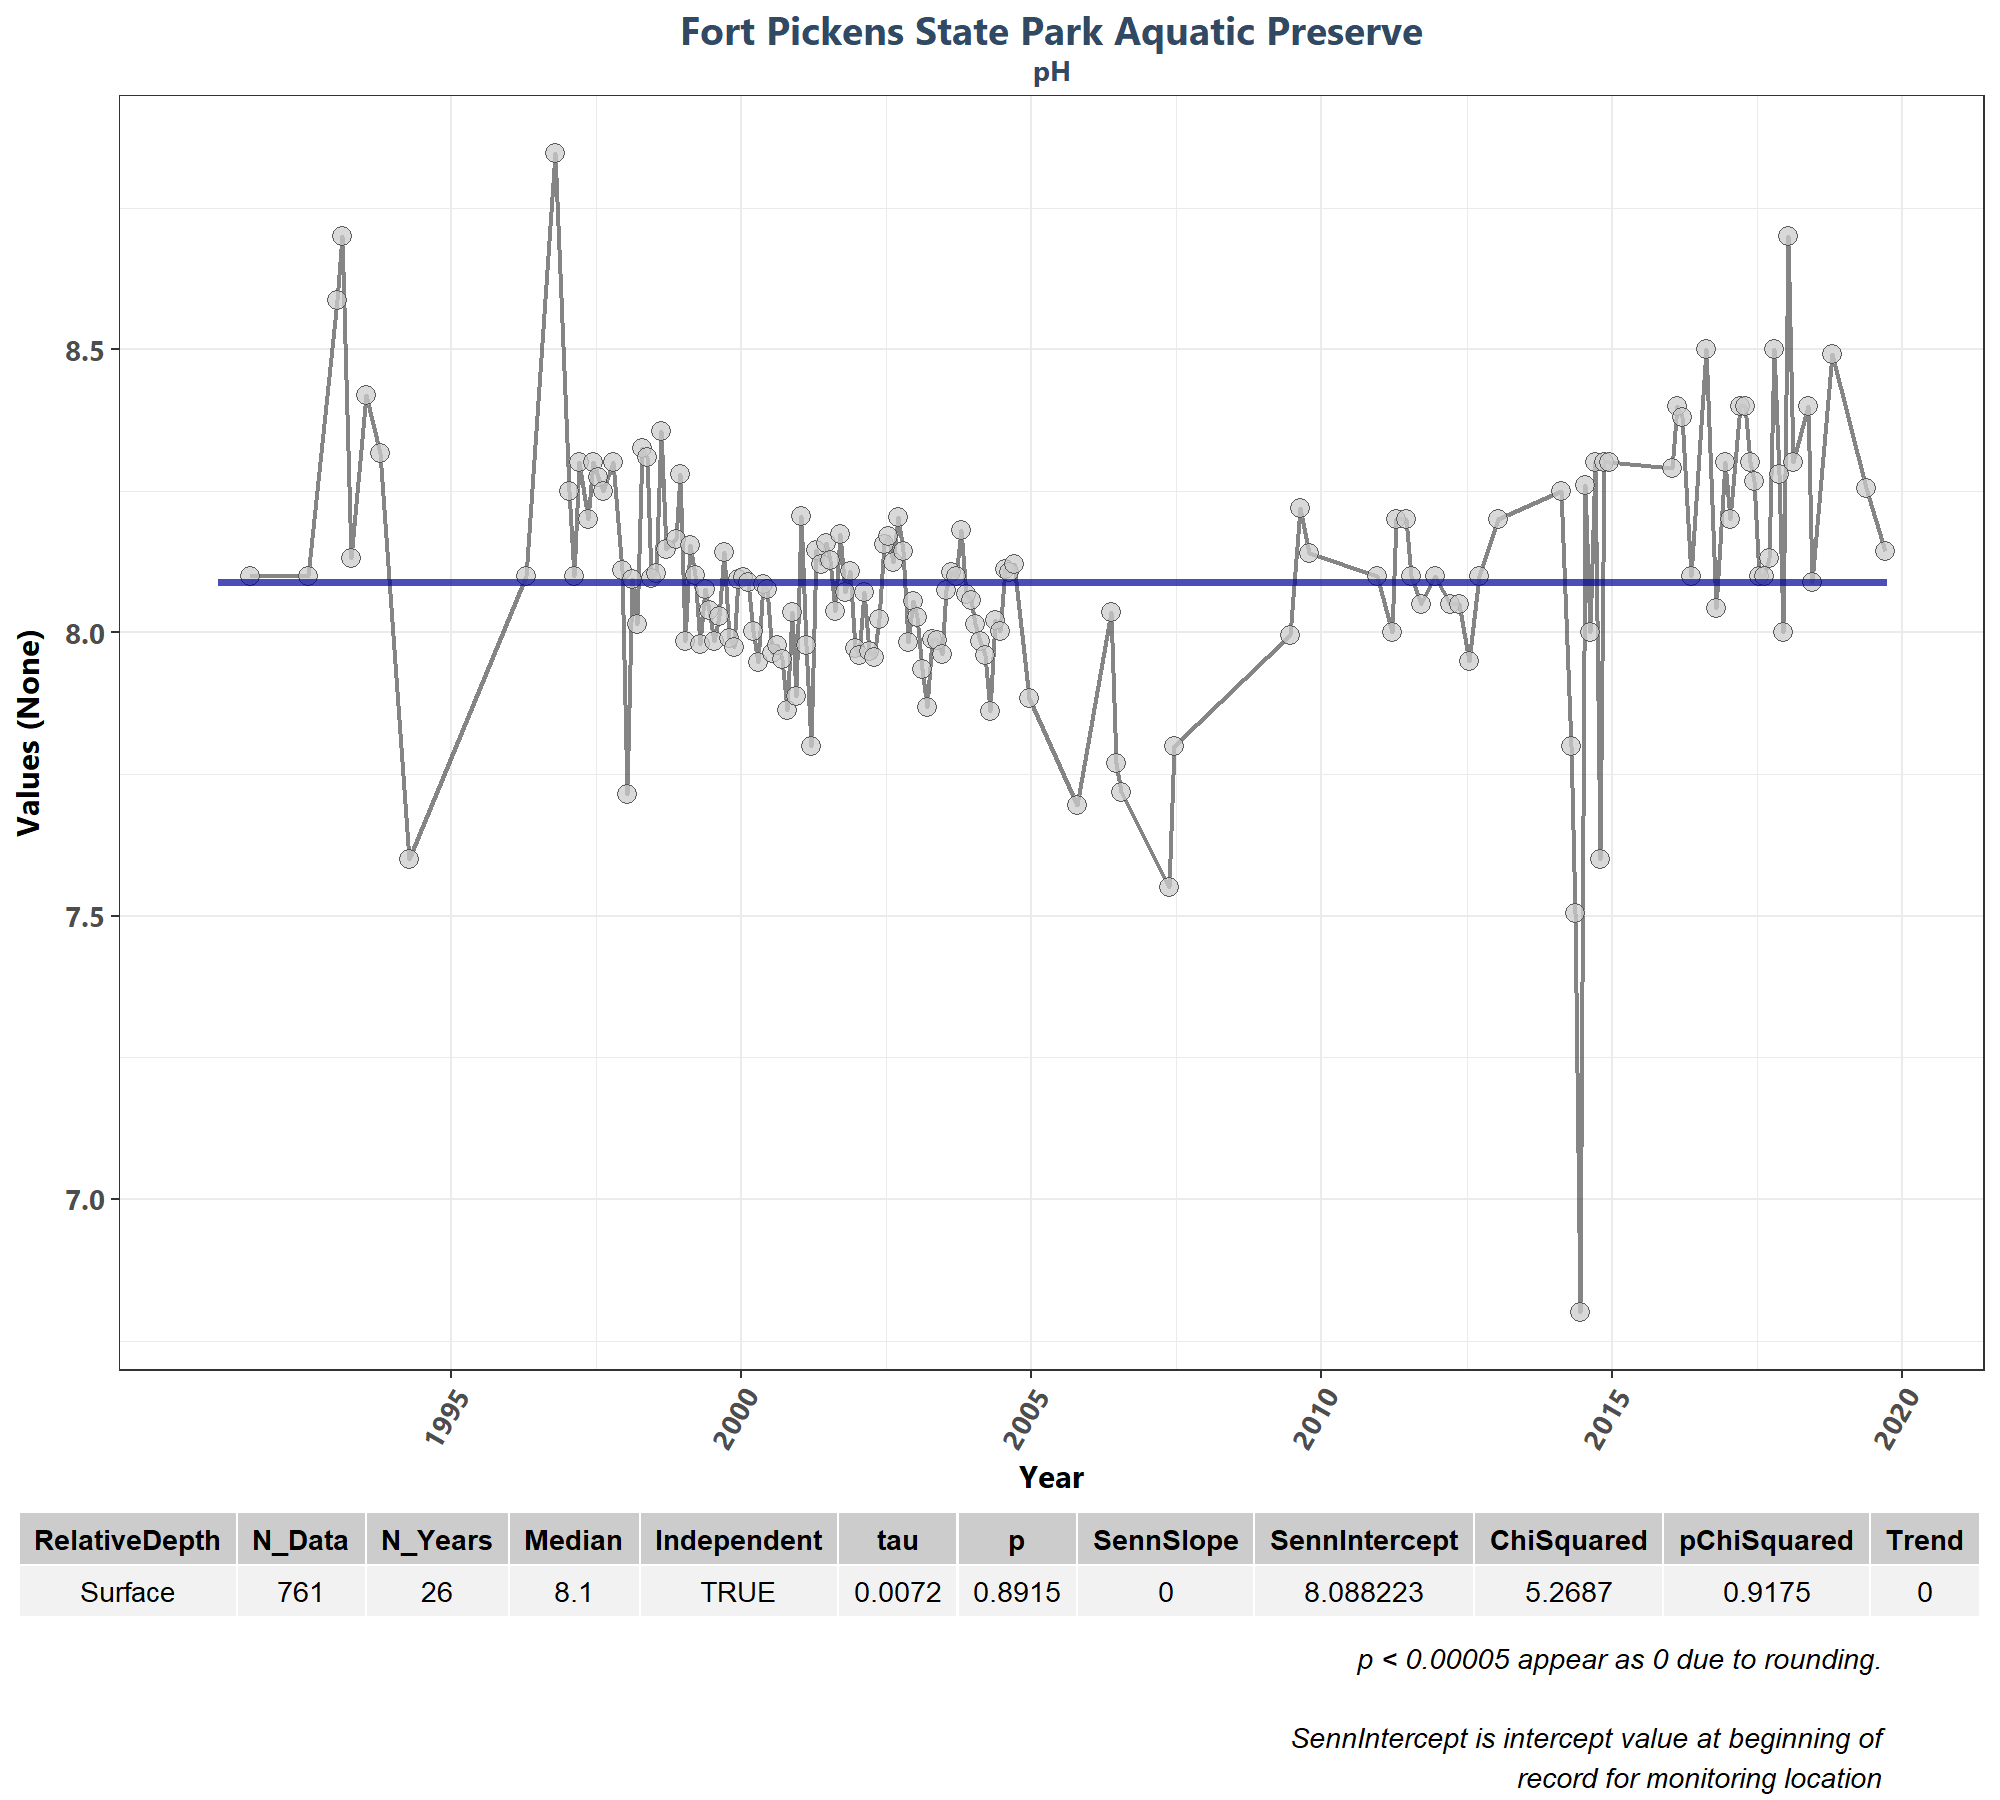 Fort Pickens State Park Aquatic Preserve
pH
Values (None)
8.5
8.0
7.5
7.0
1995
2000
2005
2010
2015
2020
Year
RelativeDepth N_Data N_Years Median Independent tau p SennSlope SennIntercept ChiSquared pChiSquared Trend
Surface 761 26 8.1 TRUE 0.0072 0.8915 0 8.088223 5.2687 0.9175 0
p < 0.00005 appear as 0 due to rounding.
SennIntercept is intercept value at beginning of
record for monitoring location